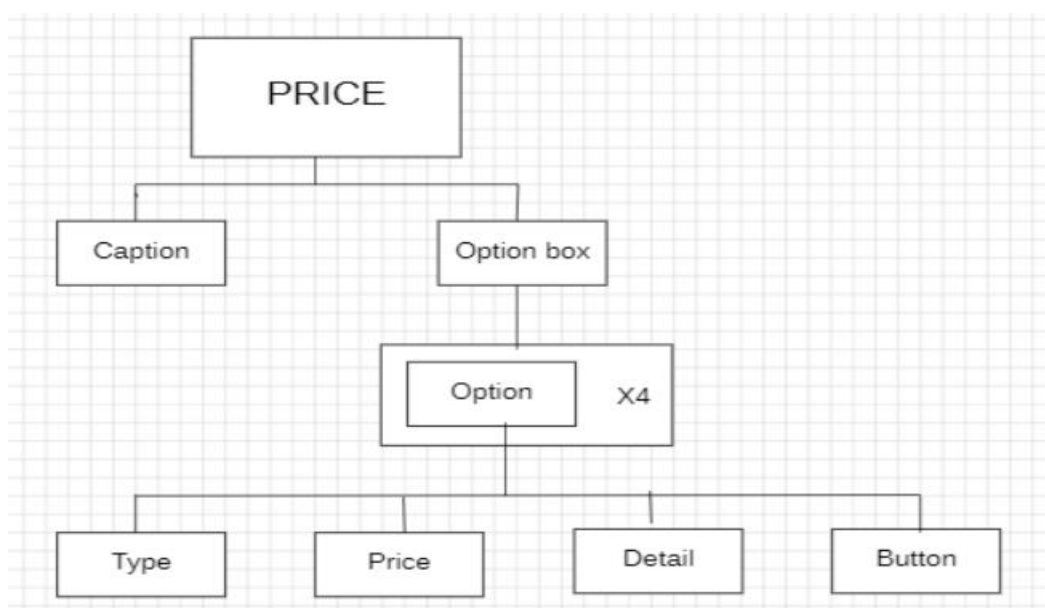 PRICE
Caption
Option box
Option
X4
Type
Price
Detail
Button